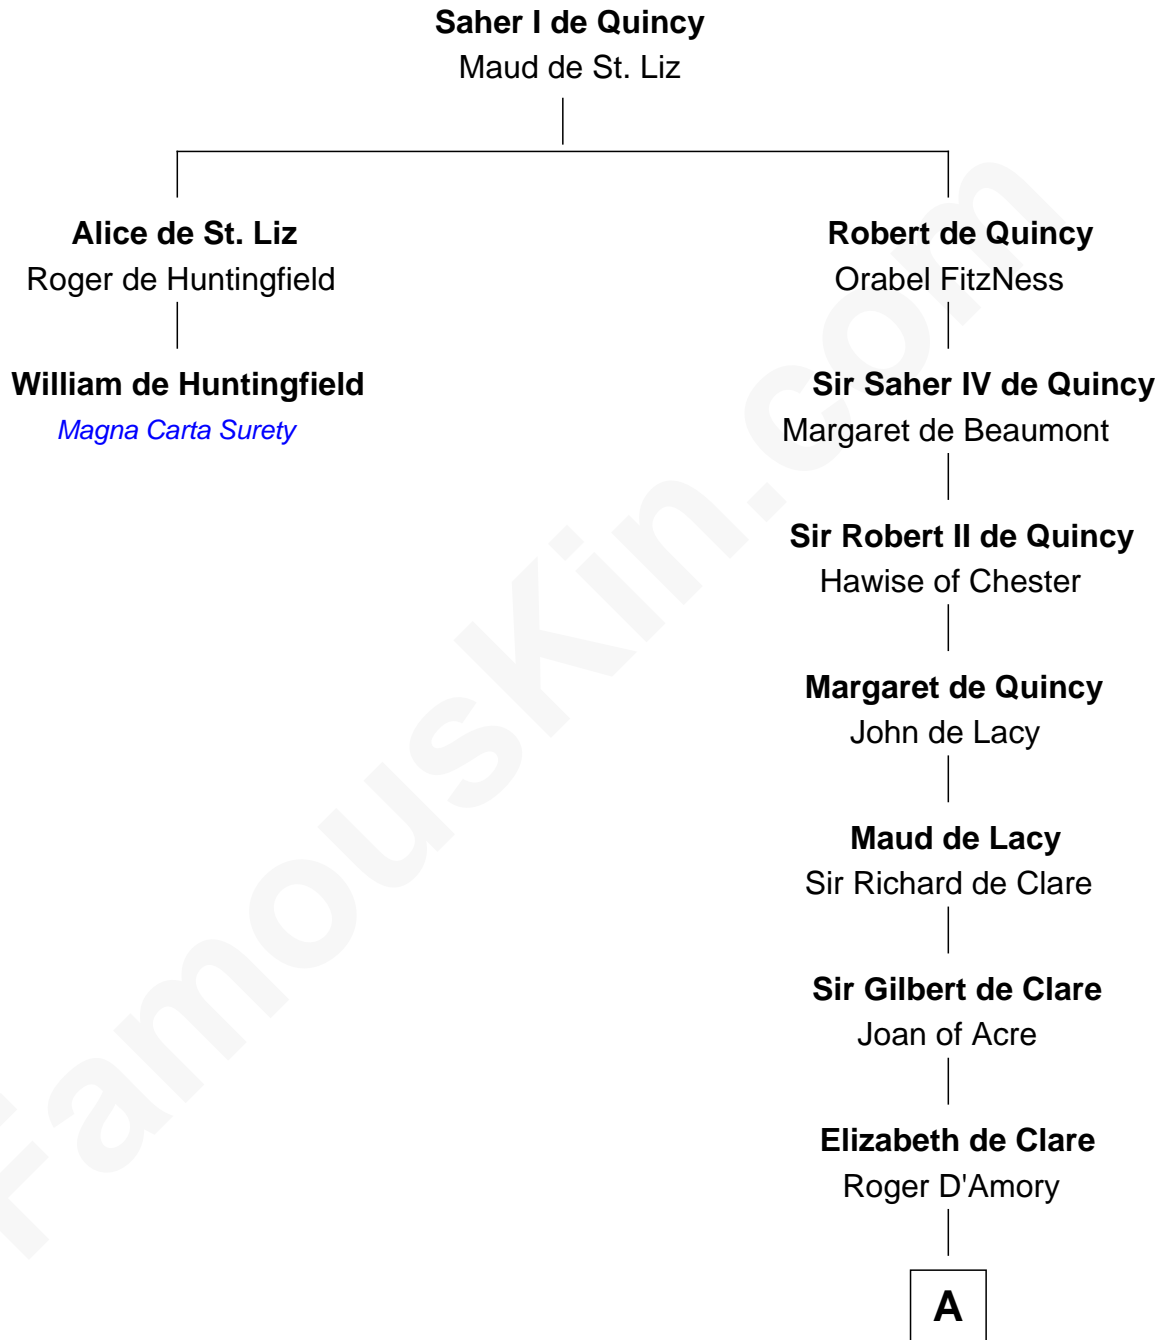 Saher I de Quincy
Maud de St. Liz
Alice de St. Liz
Roger de Huntingfield
William de Huntingfield
Magna Carta Surety
Robert de Quincy
Orabel FitzNess
Sir Saher IV de Quincy
Margaret de Beaumont
Sir Robert II de Quincy
Hawise of Chester
Margaret de Quincy
John de Lacy
Maud de Lacy
Sir Richard de Clare
Sir Gilbert de Clare
Joan of Acre
Elizabeth de Clare
Roger D'Amory
A
FamousKin.com